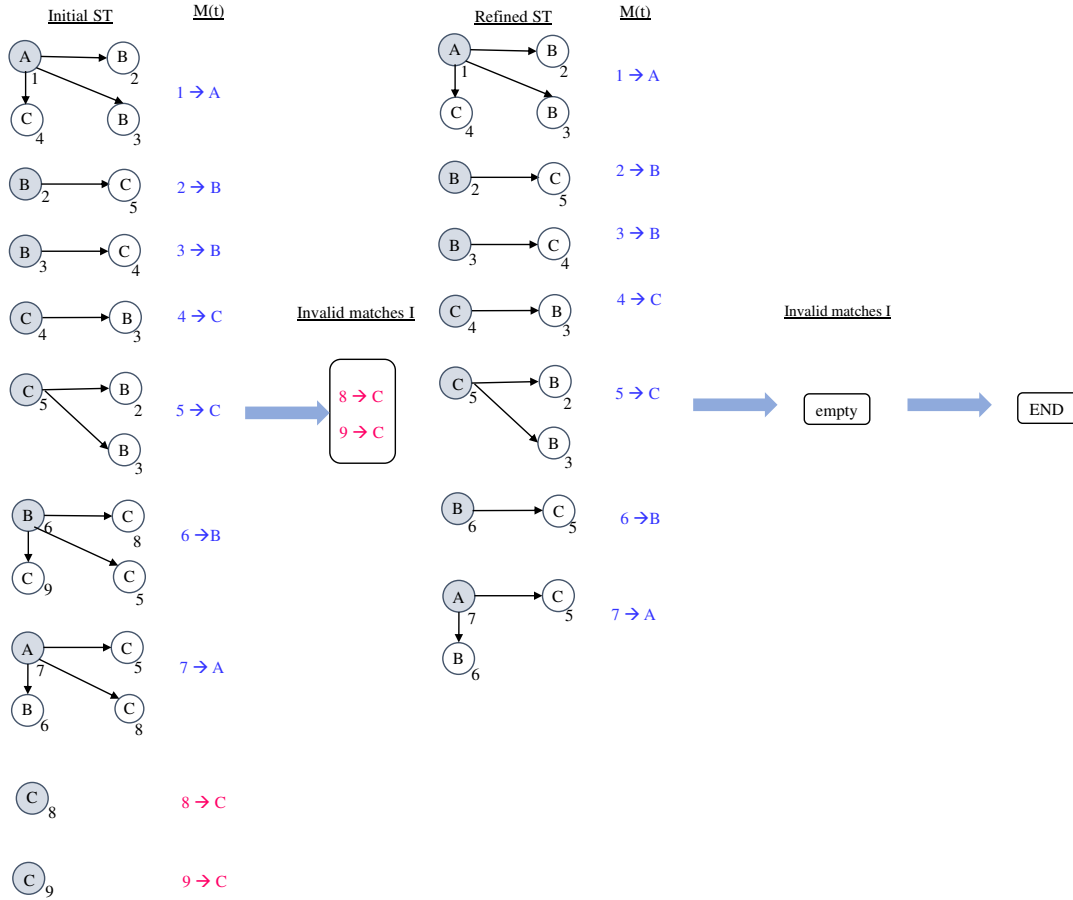 Initial ST
M(t)
A
1
B
2
C
4
B
3
1 → A
B
2
C
5
2 → B
B
3
C
4
3 → B
C
4
B
3
4 → C
C
5
B
2
B
3
5 → C
B
6
C
8
C
9
C
5
6 →B
A
7
C
5
B
6
C
8
7 → A
C
8
8 → C
C
9
9 → C
Invalid matches I
8 → C
9 → C
Refined ST
M(t)
A
1
B
2
C
4
B
3
1 → A
B
2
C
5
2 → B
B
3
C
4
3 → B
C
4
B
3
4 → C
C
5
B
2
B
3
5 → C
B
6
C
5
6 →B
A
7
C
5
B
6
7 → A
Invalid matches I
empty
END